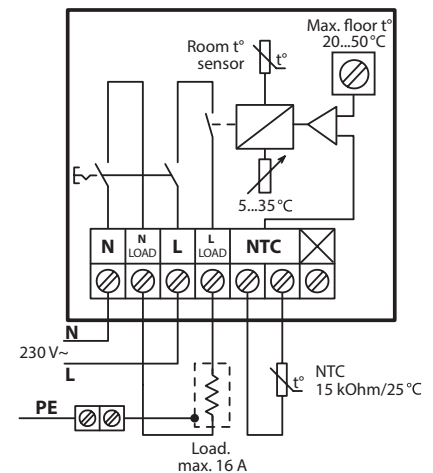 Max. floor t°
20...50°C
Room t°
sensor
t°
5...35°C
N
N
LOAD
L
L
LOAD
NTC
N
230 V~
L
PE
t°
NTC
15 kOhm/25°C
Load.
max. 16 A